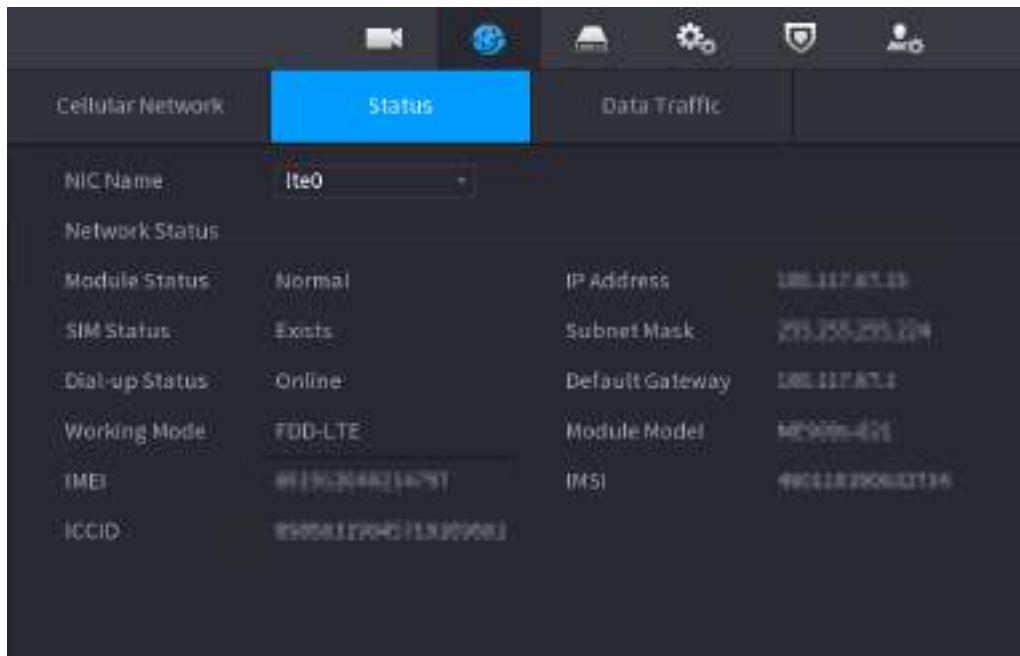 Cellular Network Status Data Traffic
NIC Name lte0
Network Status
Module Status Normal IP Address
SIM Status Exists Subnet Mask
Dial-up Status Online Default Gateway
Working Mode FDD-LTE Module Model
IMEI IMSI
ICCID